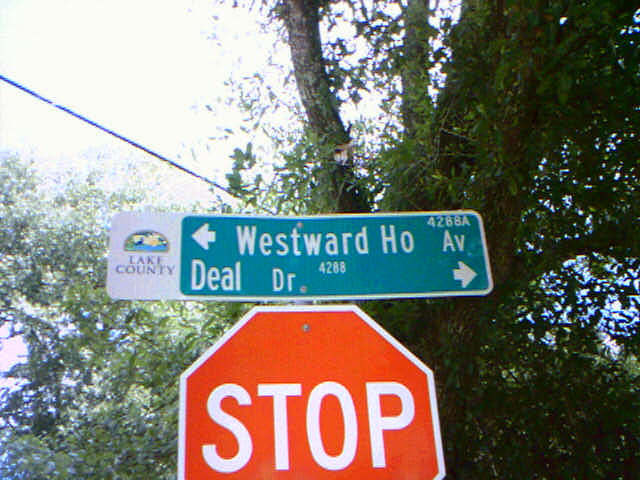 4288A
Westward Ho Av
LAKE
COUNTY
Deal Dr 4288
STOP